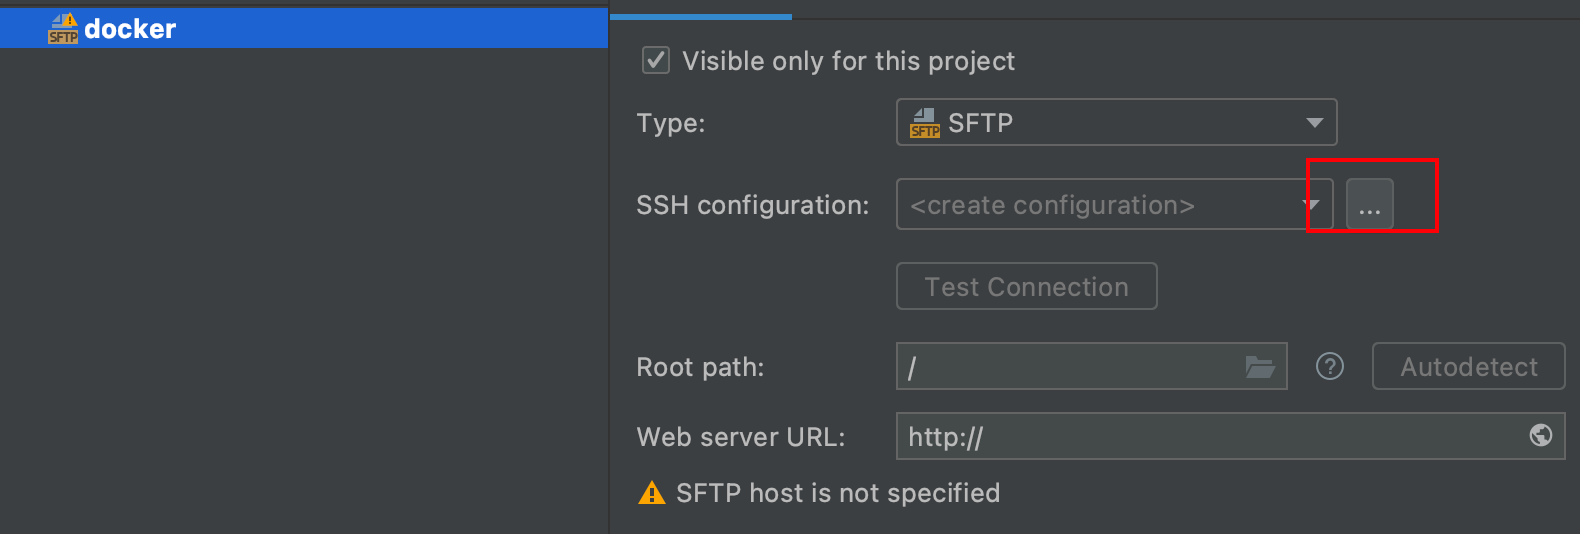 SFTP docker
Visible only for this project
Type: SFTP SFTP
SSH configuration: <create configuration> ...
Test Connection
Root path: / ? Autodetect
Web server URL: http://
SFTP host is not specified